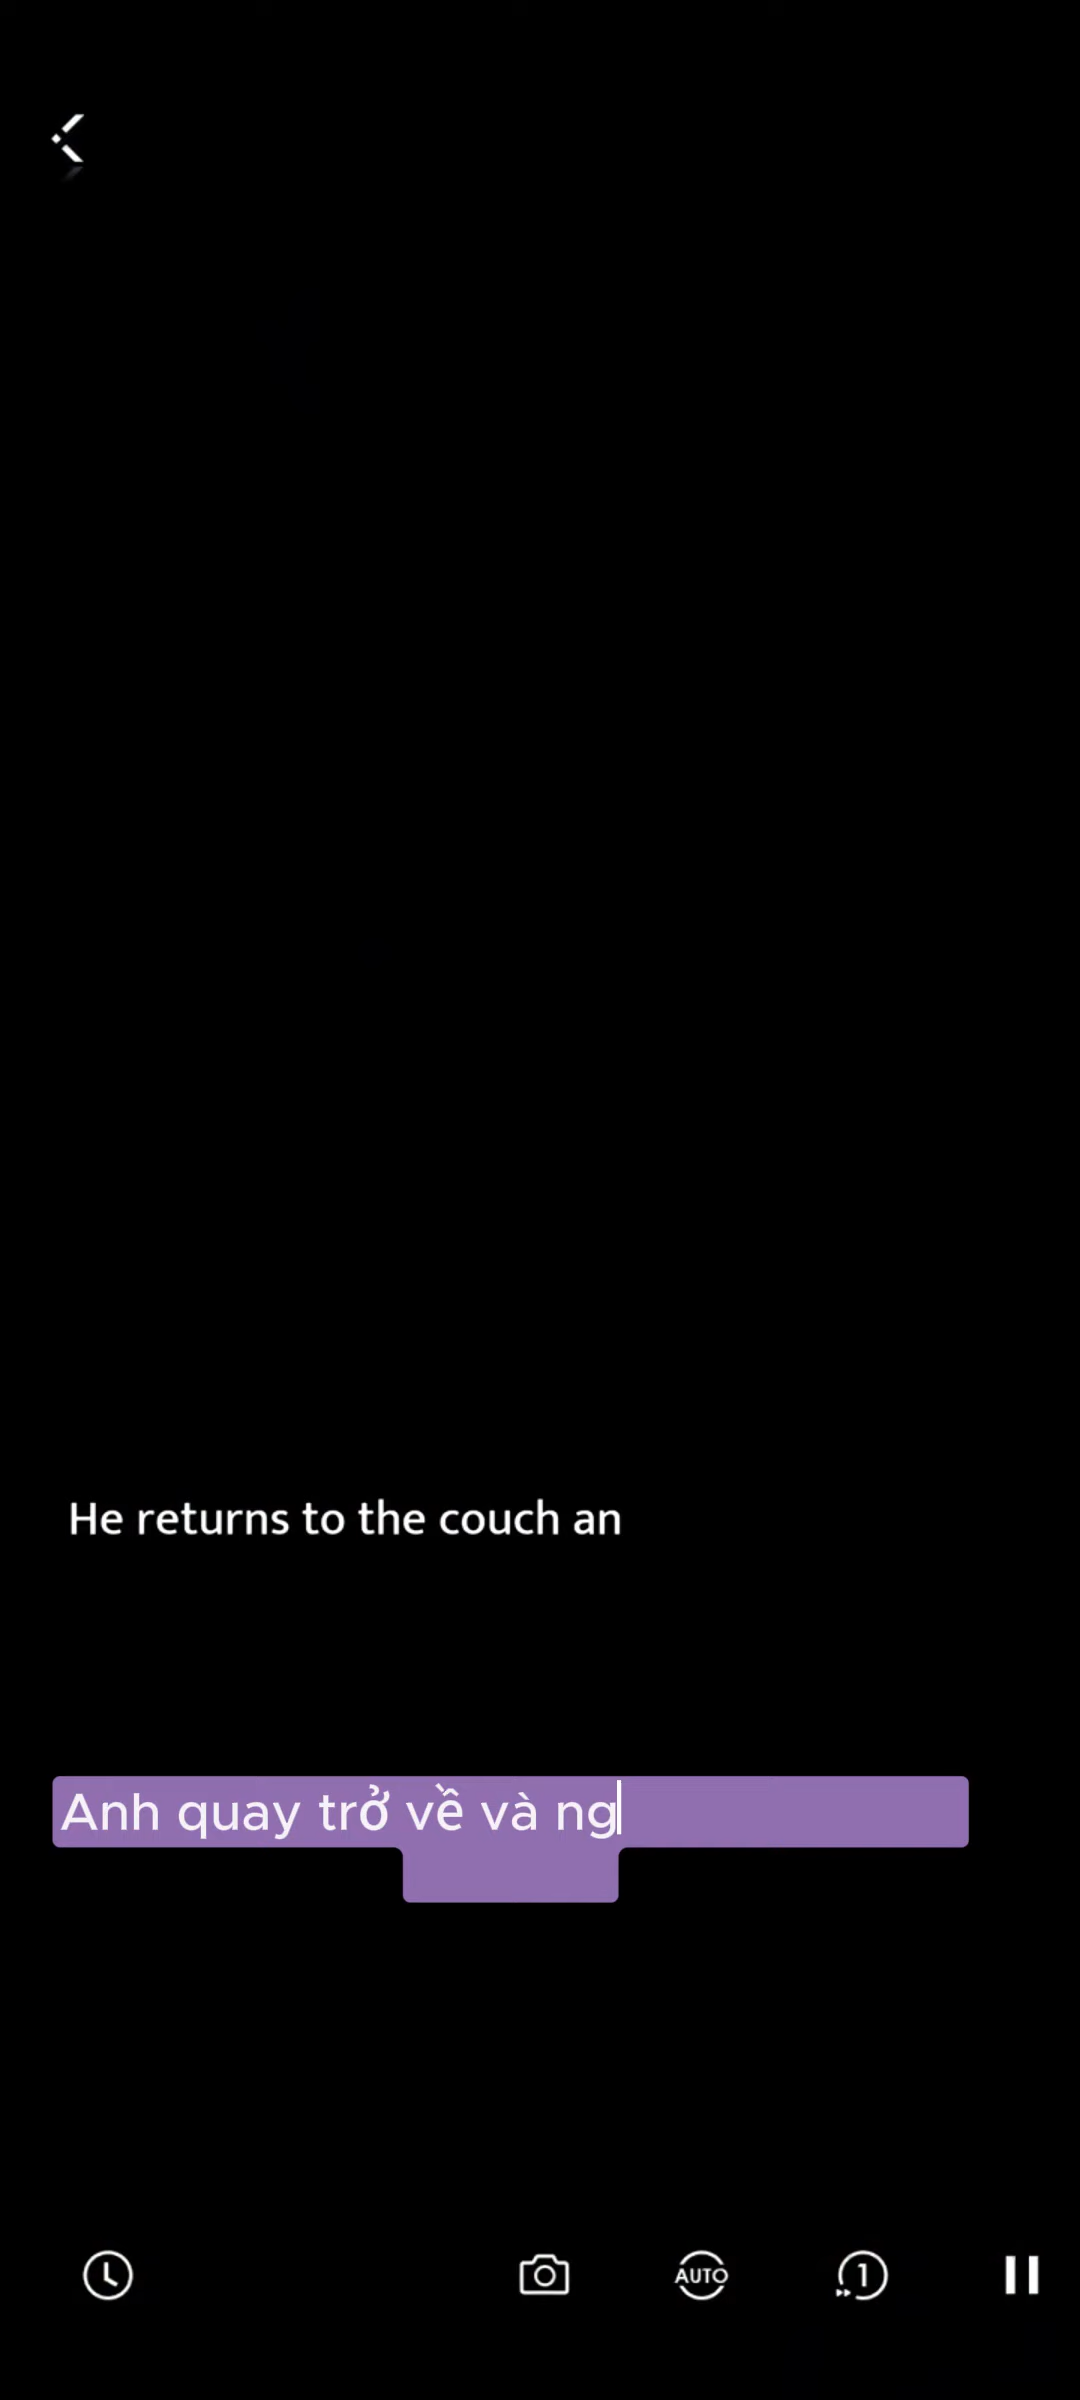 He returns to the couch an
Anh quay trở về và ng
AUTO
1